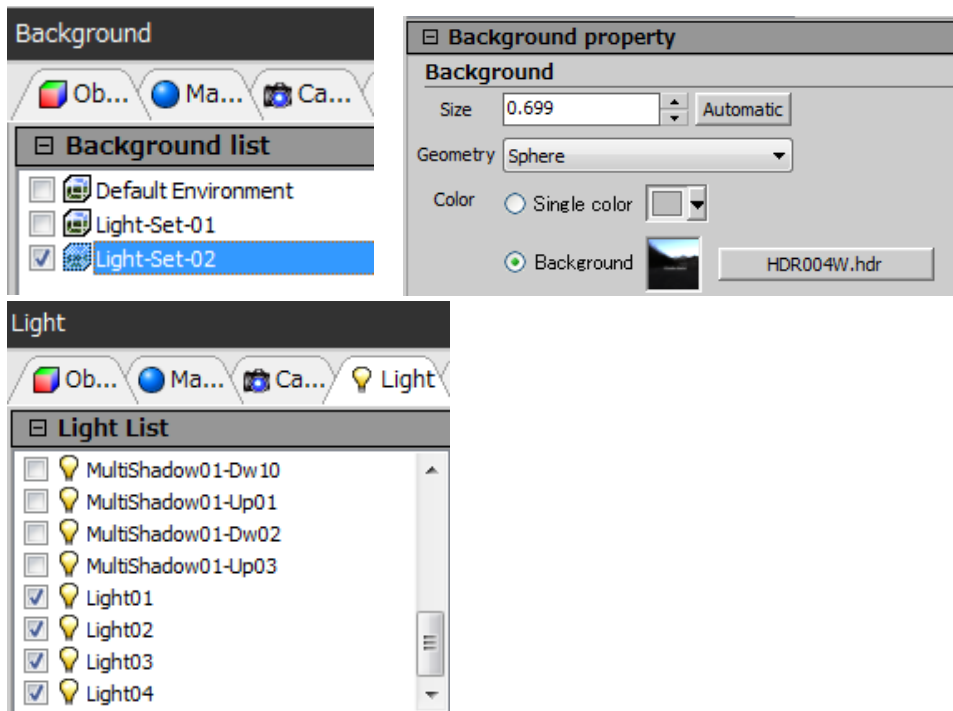 Background
Ob... Ma... Ca...
Background list
Default Environment
Light-Set-01
Light-Set-02
Background property
Background
Size 0.699 Automatic
Geometry Sphere
Color Single color
Background HDR004W.hdr
Light
Ob... Ma... Ca... Light
Light List
MultiShadow01-Dw10
MultiShadow01-Up01
MultiShadow01-Dw02
MultiShadow01-Up03
Light01
Light02
Light03
Light04